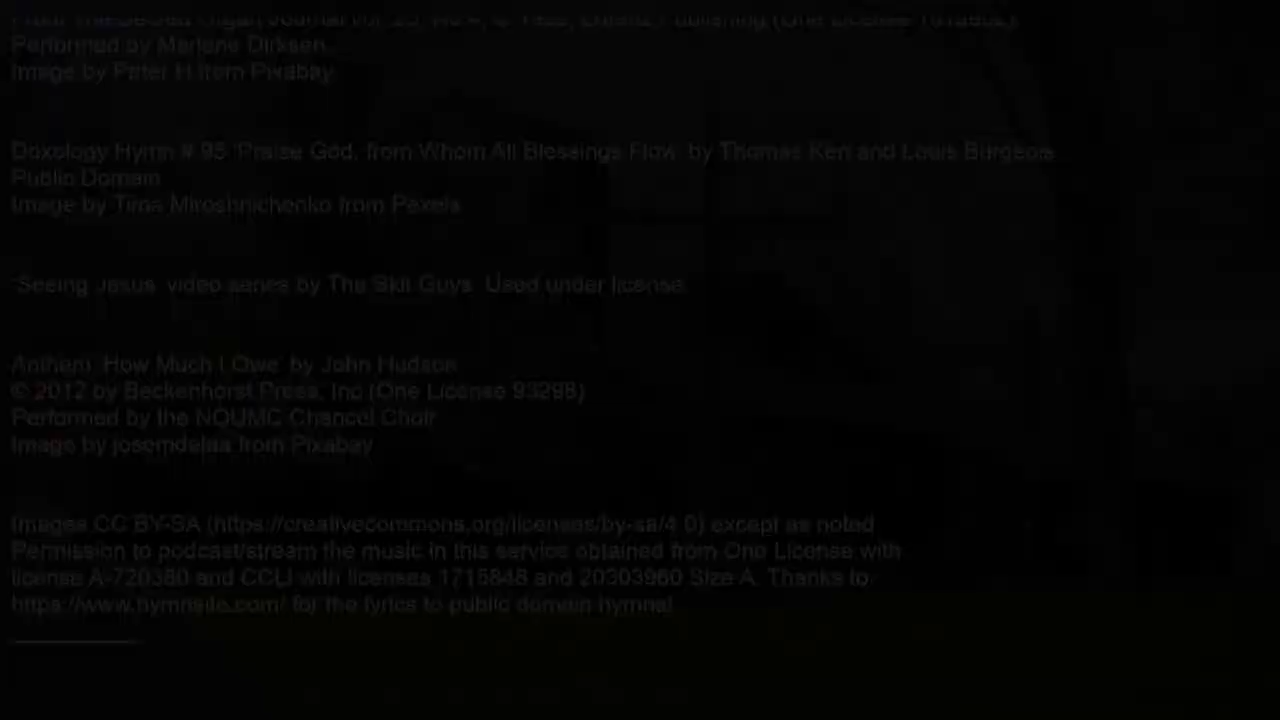 Performed by Marlene Dirksen
Image by Peter H from Pixabay
Doxology Hymn # 95 "Praise God, from Whom All Blessings Flow" by Thomas Ken and Louis Burgeois
Public Domain
Image by Tima Miroshnichenko from Pexels
"Seeing Jesus" video series by The Skit Guys. Used under license.
Anthem "How Much I Owe" by John Hudson
© 2012 by Beckenhorst Press, Inc (One License 93298)
Performed by the NOUMC Chancel Choir
Image by josemdelaa from Pixabay
Images CC BY-SA (https://creativecommons.org/licenses/by-sa/4.0) except as noted
Permission to podcast/stream the music in this service obtained from One License with
license A-720380 and CCLI with licenses 1716848 and 20303960 Size A. Thanks to
https://www.hymnsite.com/ for the lyrics to public domain hymns!